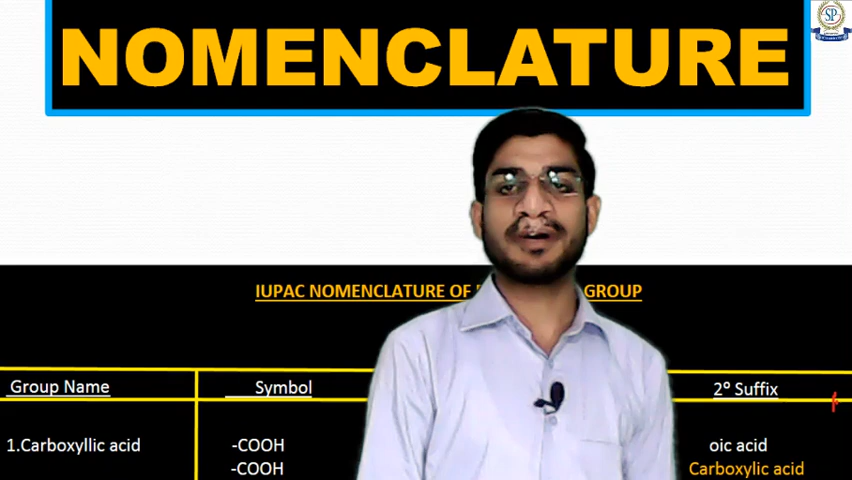 NOMENCLATURE
SP
IUPAC NOMENCLATURE OF GROUP
Group Name Symbol 2° Suffix
1.Carboxyllic acid -COOH oic acid
-COOH Carboxylic acid